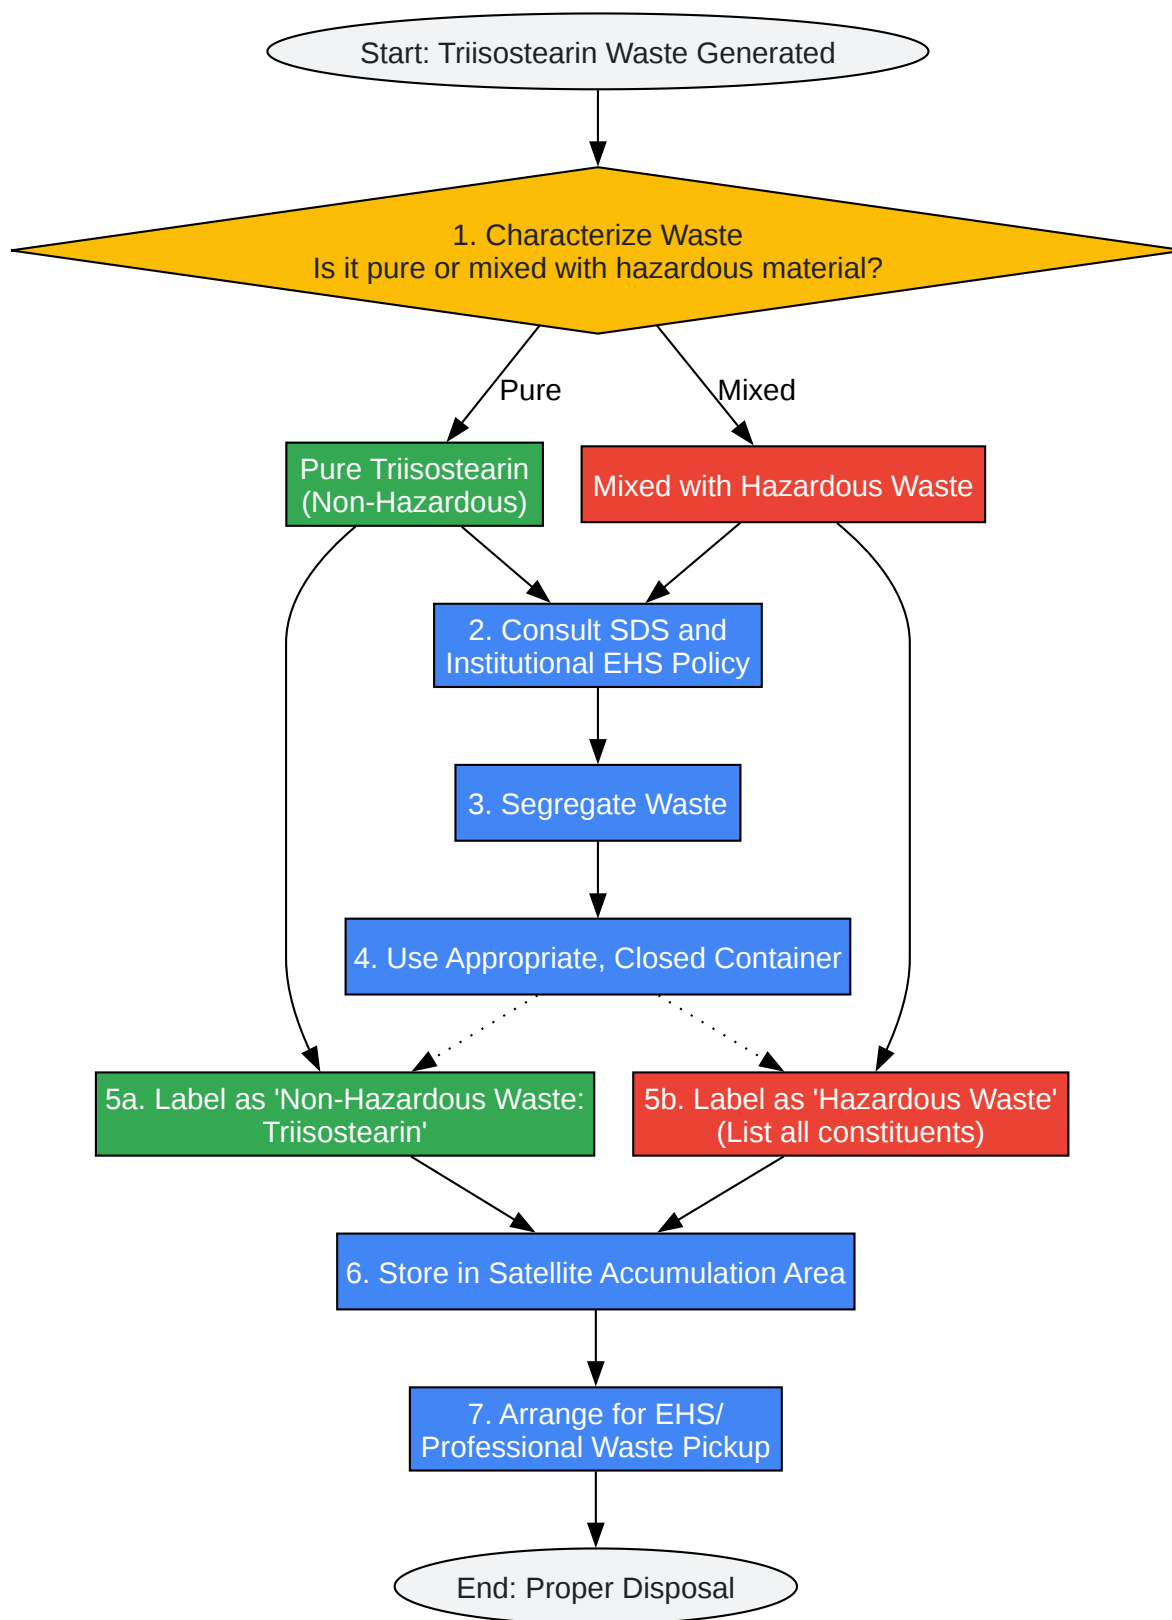 Start: Triisostearin Waste Generated
1. Characterize Waste
Is it pure or mixed with hazardous material?
Pure
Mixed
Pure Triisostearin
(Non-Hazardous)
Mixed with Hazardous Waste
2. Consult SDS and
Institutional EHS Policy
3. Segregate Waste
4. Use Appropriate, Closed Container
5a. Label as 'Non-Hazardous Waste:
Triisostearin'
5b. Label as 'Hazardous Waste'
(List all constituents)
6. Store in Satellite Accumulation Area
7. Arrange for EHS/
Professional Waste Pickup
End: Proper Disposal